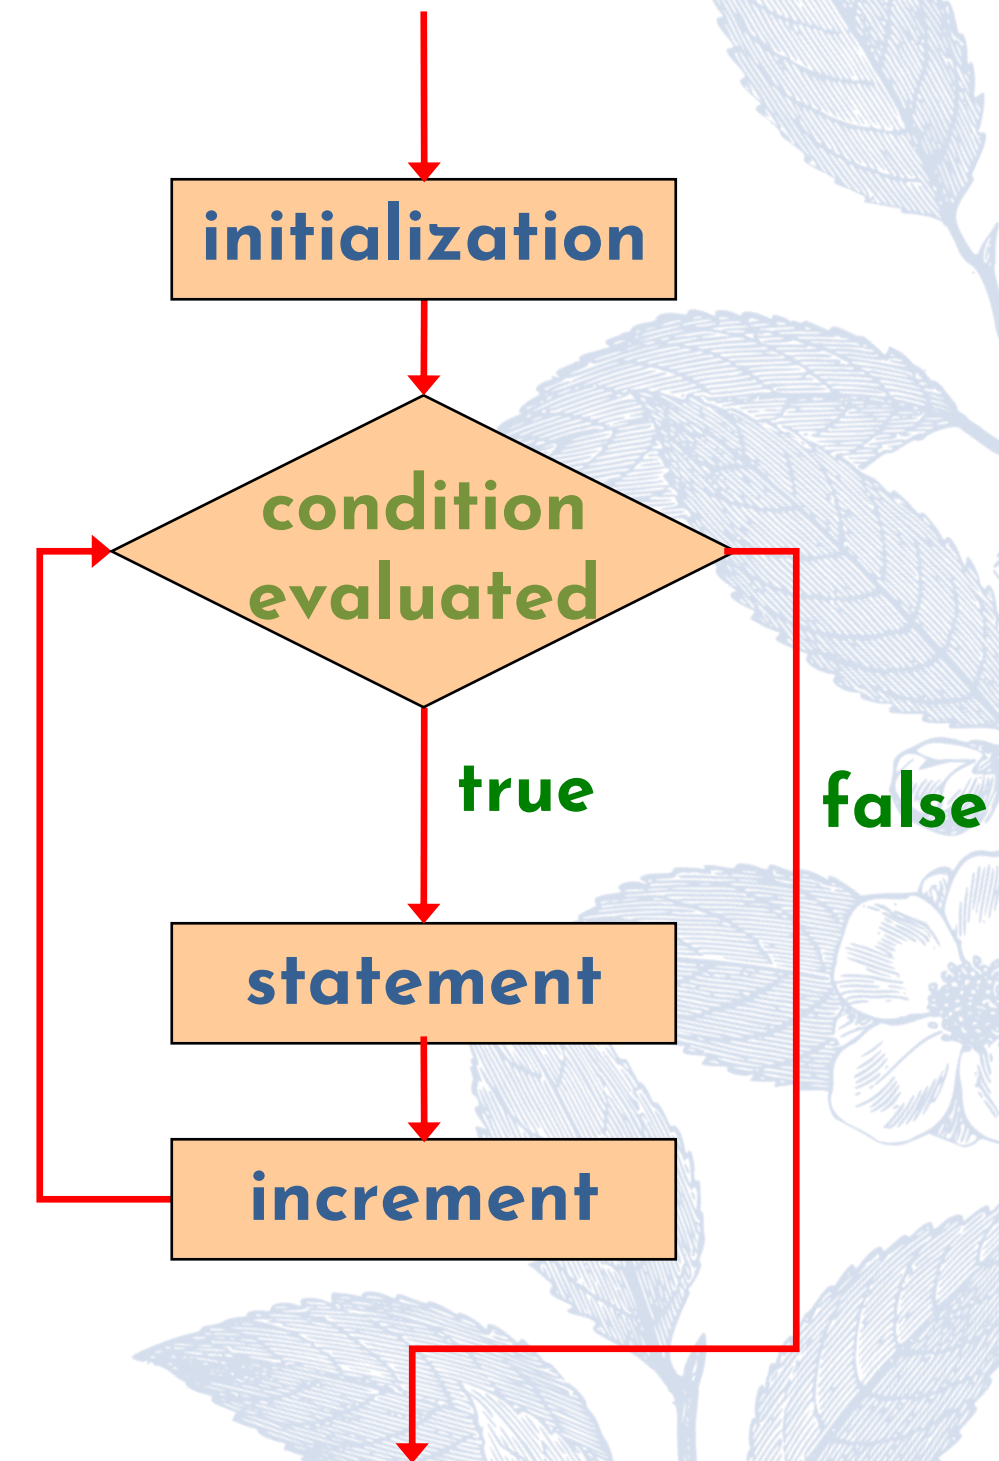 initialization
condition
evaluated
true
false
statement
increment